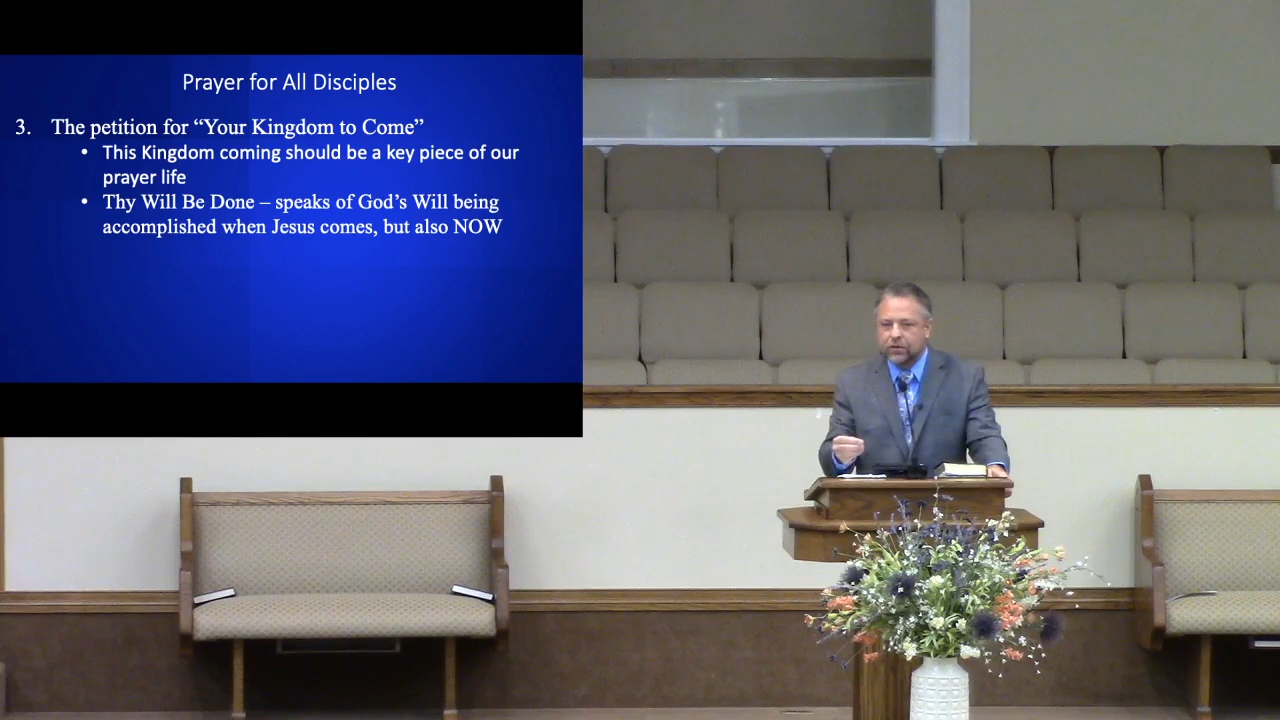 Prayer for All Disciples
3. The petition for “Your Kingdom to Come”
• This Kingdom coming should be a key piece of our
prayer life
• Thy Will Be Done – speaks of God’s Will being
accomplished when Jesus comes, but also NOW